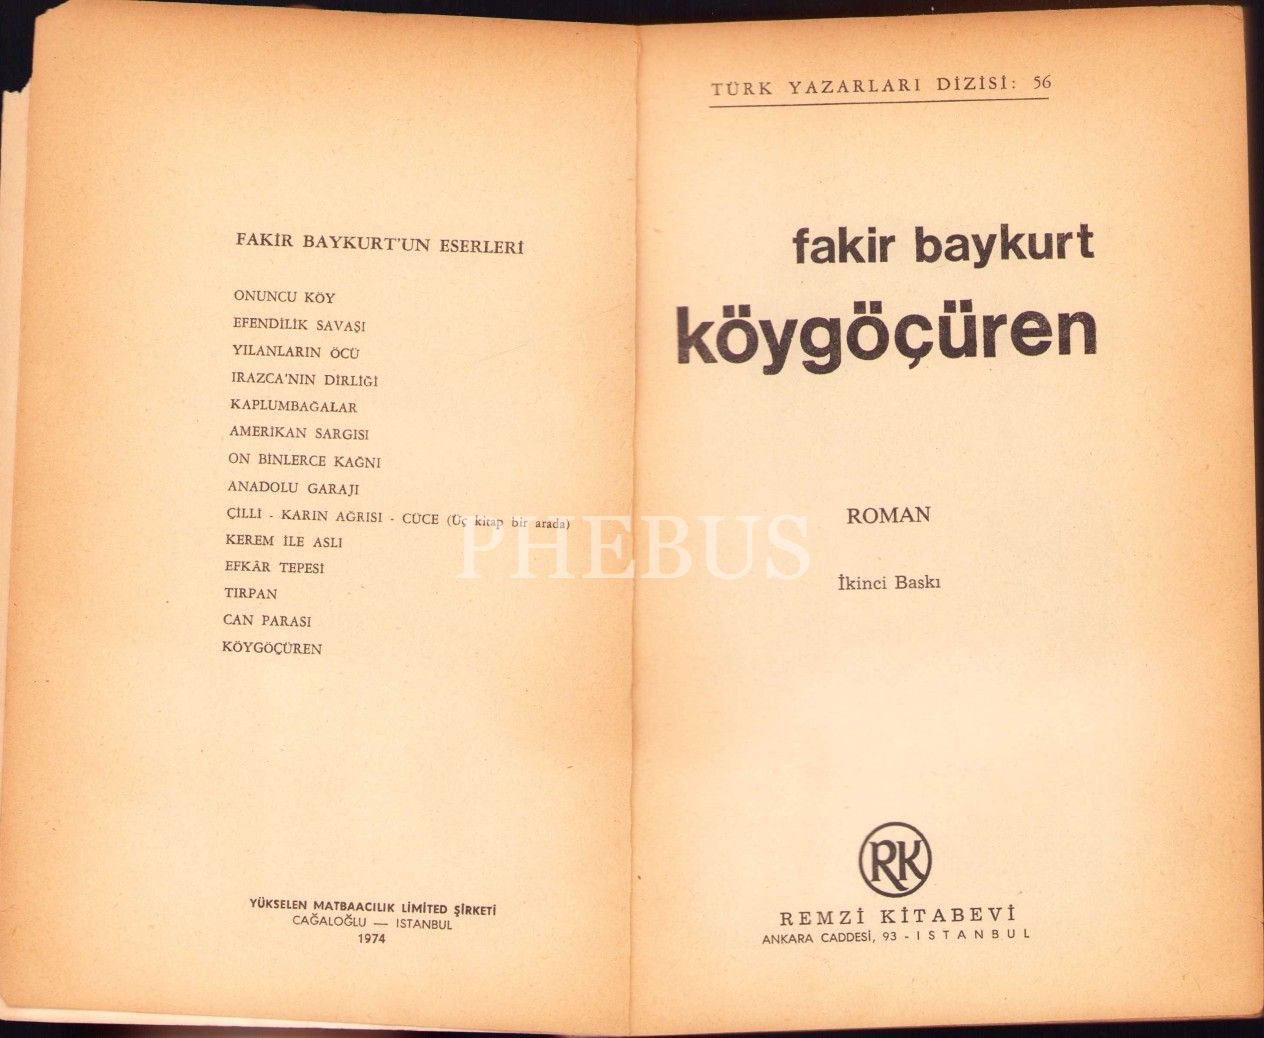 FAKİR BAYKURT'UN ESERLERİ
ONUNCU KÖY
EFENDİLİK SAVAŞI
YILANLARIN ÖCÜ
IRAZCA'NIN DİRLİĞİ
KAPLUMBAĞALAR
AMERİKAN SARGISI
ON BİNLERCE KAĞNI
ANADOLU GARAJI
ÇİLLİ - KARIN AĞRISI - CÜCE (Üç kitap bir arada)
KEREM İLE ASLI
EFKÂR TEPESİ
TIRPAN
CAN PARASI
KÖYGÖÇÜREN
YÜKSELEN MATBAACILIK LİMİTED ŞİRKETİ
CAĞALOĞLU — ISTANBUL
1974
TÜRK YAZARLARI DİZİSİ: 56
fakir baykurt
köygöçüren
ROMAN
İkinci Baskı
RK
REMZİ KİTABEVİ
ANKARA CADDESİ, 93 - ISTANBUL
PHEBUS